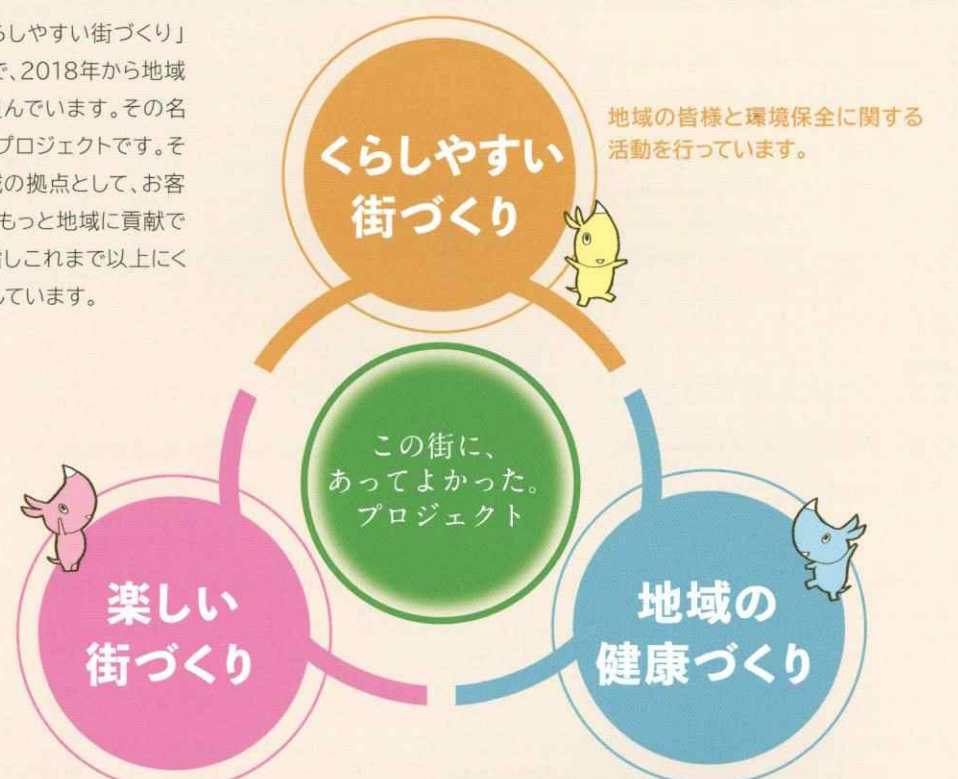 らしやすい街づくり」
で、2018年から地域
組んでいます。その名
プロジェクトです。そ
域の拠点として、お客
もっと地域に貢献で
指しこれまで以上にく
しています。
くらしやすい
街づくり
地域の皆様と環境保全に関する
活動を行っています。
この街に、
あってよかった。
プロジェクト
楽しい
街づくり
地域の
健康づくり